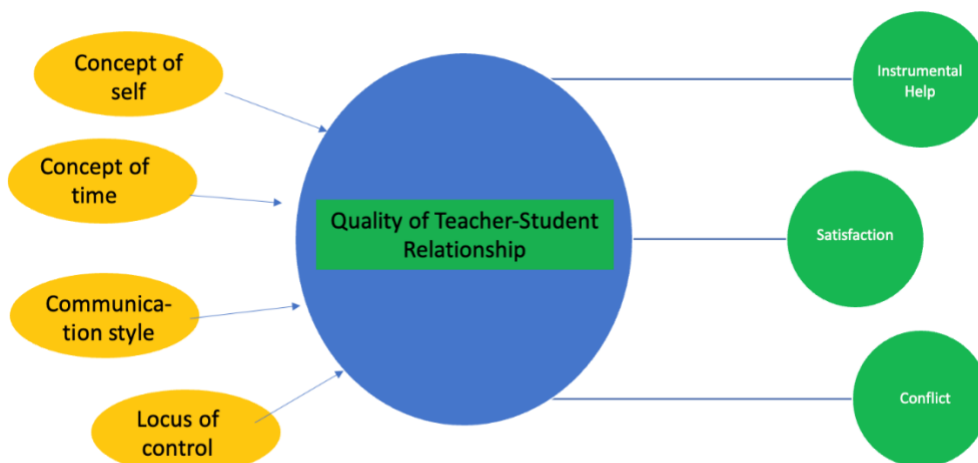 Concept of
self
Concept of
time
Communica-
tion style
Locus of
control
Quality of Teacher-Student
Relationship
Instrumental
Help
Satisfaction
Conflict